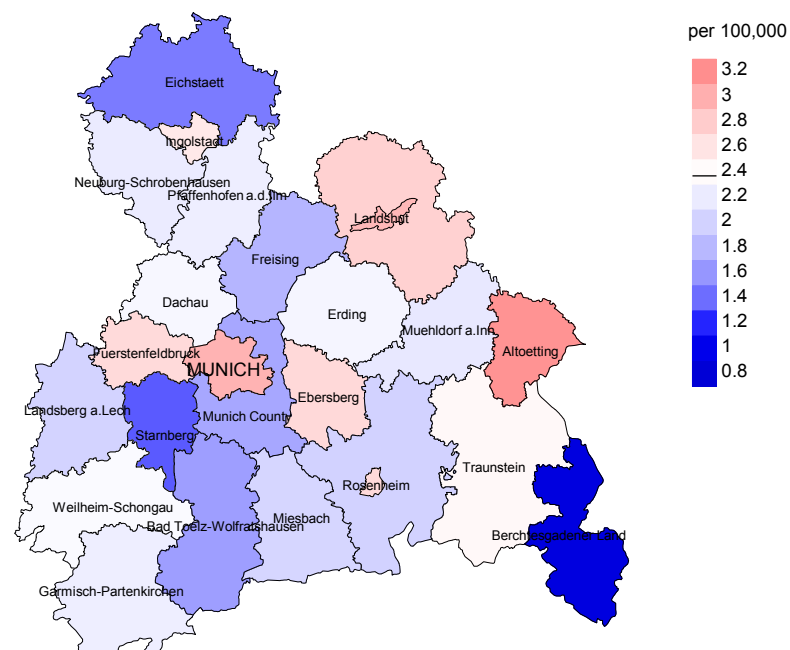 per 100,000
3.2
3
2.8
2.6
2.4
2.2
2
1.8
1.6
1.4
1.2
1
0.8
Eichstaett
Ingolstadt
Neuburg-Schrobenhausen
Pfaffenhofen a.d.Ilm
Landshut
Freising
Dachau
Erding
Muehldorf a.Inn
Fuerstenfeldbruck
Altoetting
MUNICH
Ebersberg
Landsberg a.Lech
Munich County
Starnberg
Traunstein
Rosenheim
Weilheim-Schongau
Miesbach
Bad Toelz-Wolfratshausen
Berchtesgadener Land
Garmisch-Partenkirchen